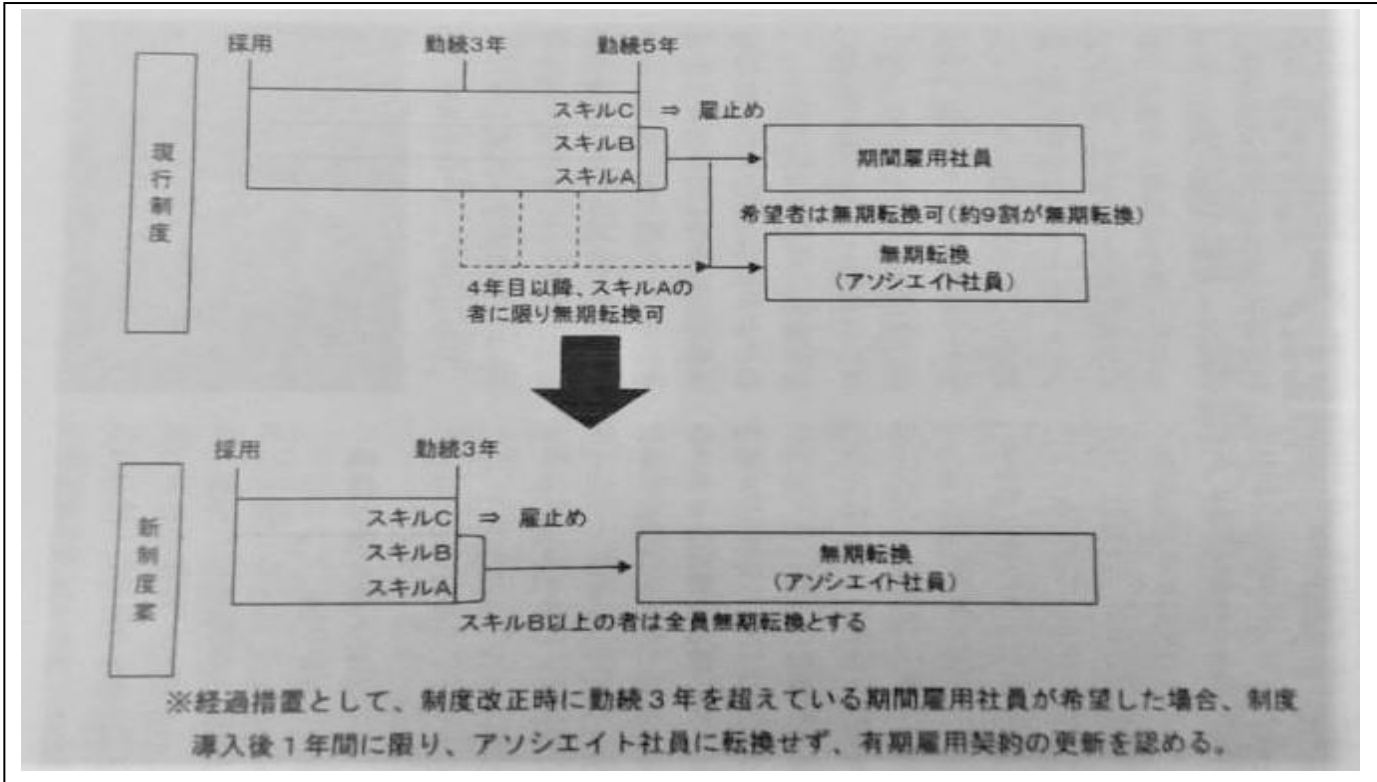 採用 勤続3年 勤続5年
現行制度
スキルC ⇒ 雇止め
スキルB
スキルA
期間雇用社員
希望者は無期転換可(約9割が無期転換)
無期転換
(アソシエイト社員)
4年目以降、スキルAの
者に限り無期転換可
採用 勤続3年
新制度案
スキルC ⇒ 雇止め
スキルB
スキルA
無期転換
(アソシエイト社員)
スキルB以上の者は全員無期転換とする
※経過措置として、制度改正時に勤続3年を超えている期間雇用社員が希望した場合、制度
導入後1年間に限り、アソシエイト社員に転換せず、有期雇用契約の更新を認める。